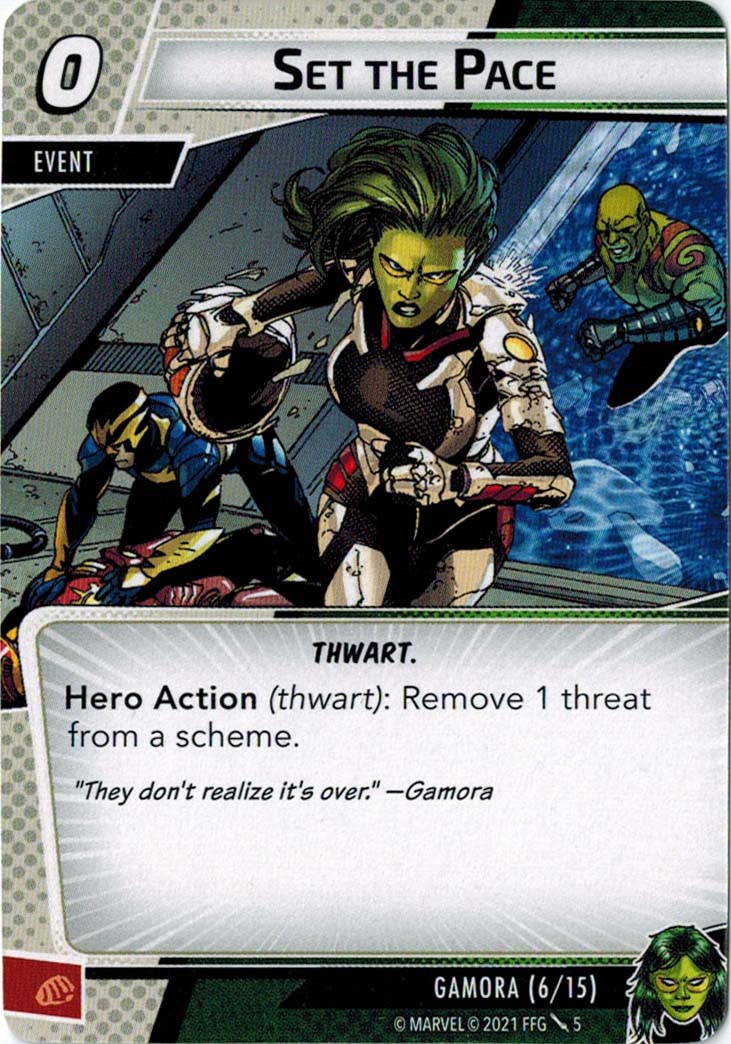 0
SET THE PACE
EVENT
THWART.
Hero Action (thwart): Remove 1 threat
from a scheme.
"They don't realize it's over." —Gamora
GAMORA (6/15)
© MARVEL © 2021 FFG 5